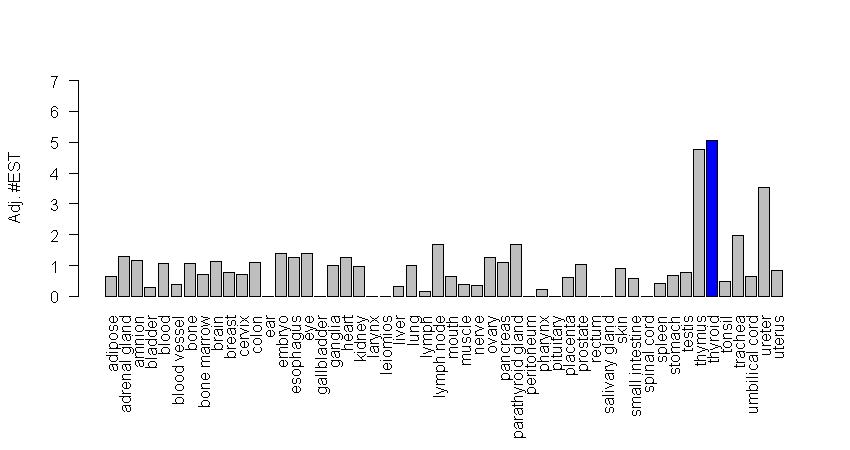 7
6
5
4
3
2
1
0
Adj. #EST
adipose
adrenal gland
amnion
bladder
blood
blood vessel
bone
bone marrow
brain
breast
cervix
colon
ear
embryo
esophagus
eye
gallbladder
ganglia
heart
kidney
larynx
leiomios
liver
lung
lymph
lymph node
mouth
muscle
nerve
ovary
pancreas
parathyroid gland
peritoneum
pharynx
pituitary
placenta
prostate
rectum
salivary gland
skin
small intestine
spinal cord
spleen
stomach
testis
thymus
thyroid
tonsil
trachea
umbilical cord
ureter
uterus